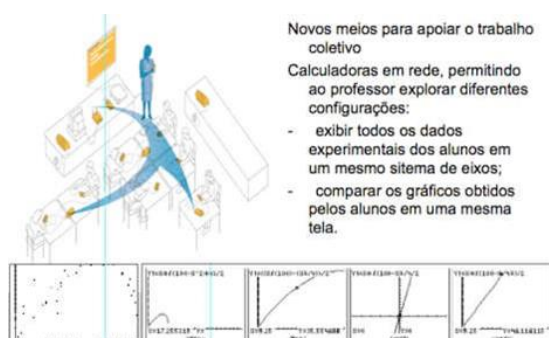 Novos meios para apoiar o trabalho
coletivo
Calculadoras em rede, permitindo
ao professor explorar diferentes
configurações:
- exibir todos os dados
experimentais dos alunos em
um mesmo sitema de eixos;
- comparar os gráficos obtidos
pelos alunos em uma mesma
tela.